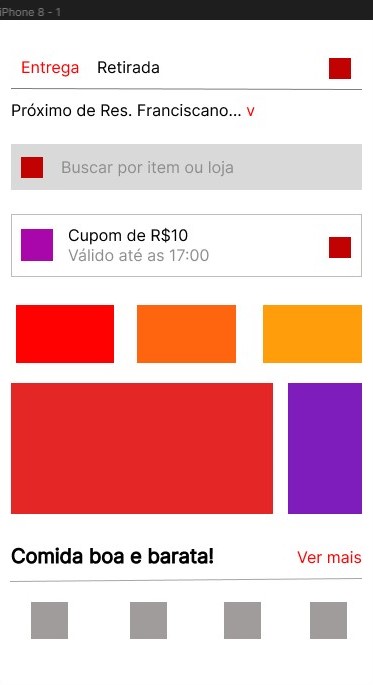 iPhone 8 - 1
Entrega Retirada
Próximo de Res. Franciscano... v
Buscar por item ou loja
Cupom de R$10
Válido até as 17:00
Comida boa e barata!
Ver mais